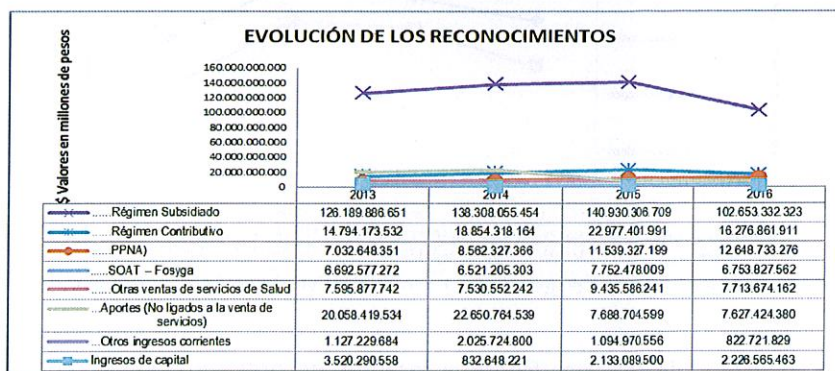 EVOLUCIÓN DE LOS RECONOCIMIENTOS
$ Valores en millones de pesos
160.000.000.000
140.000.000.000
120.000.000.000
100.000.000.000
80.000.000.000
60.000.000.000
40.000.000.000
20.000.000.000
0
2013 2014 2015 2016
......Régimen Subsidiado 126.189.886.651 138.308.055.454 140.930.306.709 102.653.332.323
......Régimen Contributivo 14.794.173.532 18.854.318.164 22.977.401.991 16.276.861.911
......PPNA) 7.032.648.351 8.562.327.366 11.539.327.199 12.648.733.276
......SOAT – Fosyga 6.692.577.272 6.521.205.303 7.752.478.009 6.753.827.562
......Otras ventas de servicios de Salud 7.595.877.742 7.530.552.242 9.435.586.241 7.713.674.162
...Aportes (No ligados a la venta de
servicios) 20.058.419.534 22.650.764.539 7.688.704.599 7.627.424.380
...Otros ingresos corrientes 1.127.229.684 2.025.724.800 1.094.970.556 822.721.829
Ingresos de capital 3.520.290.558 832.648.221 2.133.089.500 2.226.565.463